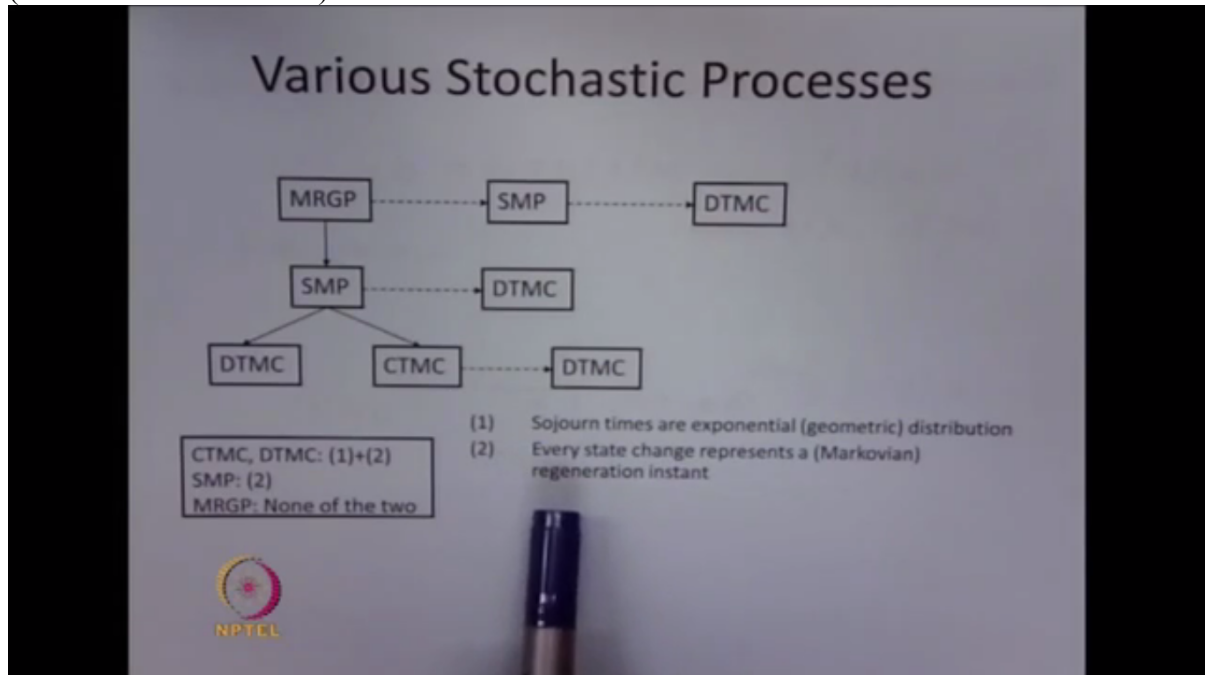 Various Stochastic Processes
MRGP
SMP
DTMC
SMP
DTMC
DTMC
CTMC
DTMC
(1) Sojourn times are exponential (geometric) distribution
(2) Every state change represents a (Markovian)
regeneration instant
CTMC, DTMC: (1)+(2)
SMP: (2)
MRGP: None of the two
NPTEL